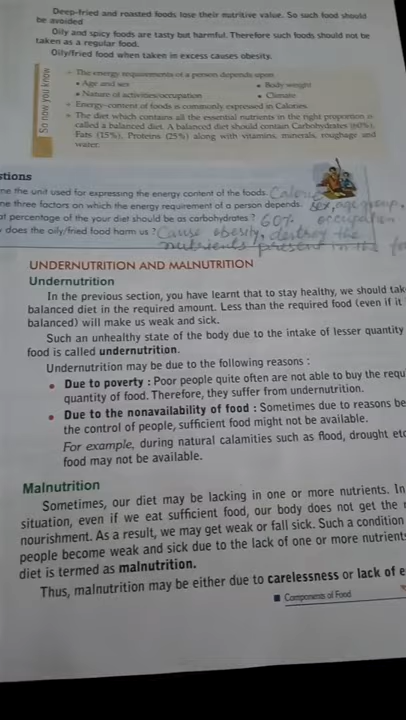 Deep-fried and roasted foods lose their nutritive value. So such food should
be avoided
Oily and spicy foods are tasty but harmful. Therefore such foods should not be
taken as a regular food.
Oily/fried food when taken in excess causes obesity.
So now you know
The energy requirements of a person depends upon
• Age and sex • Body weight
• Nature of activities/occupation • Climate
Energy-content of foods is commonly expressed in Calories.
The diet which contains all the essential nutrients in the right proportion is
called a balanced diet. A balanced diet should contain Carbohydrates (60%)
Fats (15%), Proteins (25%) along with vitamins, minerals, roughage and
water.
stions
me the unit used for expressing the energy content of the foods. Calorie
me three factors on which the energy requirement of a person depends. sex, age group,
at percentage of the your diet should be as carbohydrates ? 60% occupation
does the oily/fried food harm us ? Cause obesity, destroy the
nutrients present in the fo
UNDERNUTRITION AND MALNUTRITION
Undernutrition
In the previous section, you have learnt that to stay healthy, we should tak
balanced diet in the required amount. Less than the required food (even if it
balanced) will make us weak and sick.
Such an unhealthy state of the body due to the intake of lesser quantity
food is called undernutrition.
Undernutrition may be due to the following reasons :
• Due to poverty : Poor people quite often are not able to buy the requ
quantity of food. Therefore, they suffer from undernutrition.
• Due to the nonavailability of food : Sometimes due to reasons be
the control of people, sufficient food might not be available.
For example, during natural calamities such as flood, drought etc
food may not be available.
Malnutrition
Sometimes, our diet may be lacking in one or more nutrients. In
situation, even if we eat sufficient food, our body does not get the
nourishment. As a result, we may get weak or fall sick. Such a condition
people become weak and sick due to the lack of one or more nutrient
diet is termed as malnutrition.
Thus, malnutrition may be either due to carelessness or lack of e
■ Components of Food